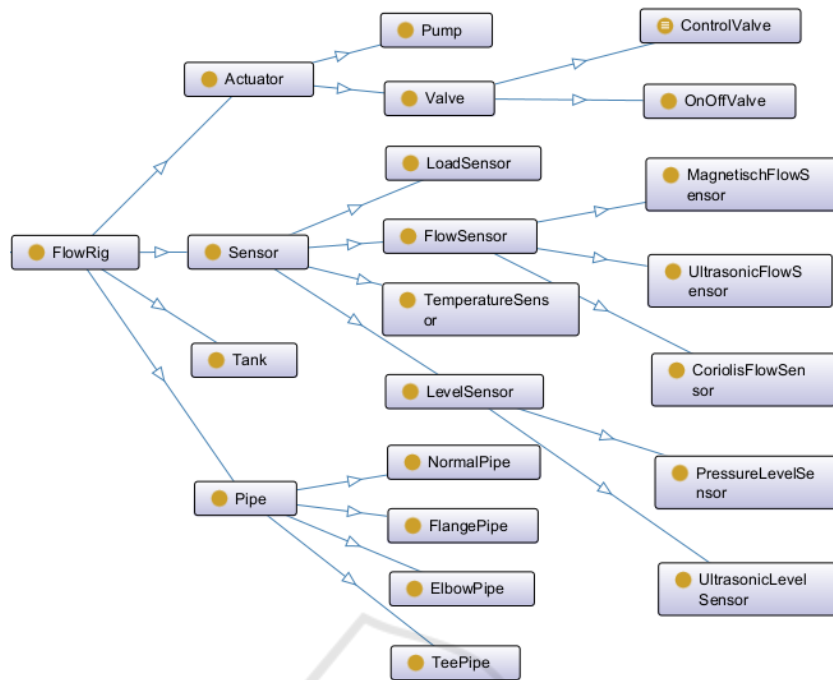 Pump
ControlValve
Actuator
Valve
OnOffValve
LoadSensor
MagnetischFlowS
ensor
FlowRig
Sensor
FlowSensor
UltrasonicFlowS
ensor
TemperatureSens
or
Tank
CoriolisFlowSen
sor
LevelSensor
NormalPipe
PressureLevelSe
nsor
Pipe
FlangePipe
ElbowPipe
UltrasonicLevel
Sensor
TeePipe